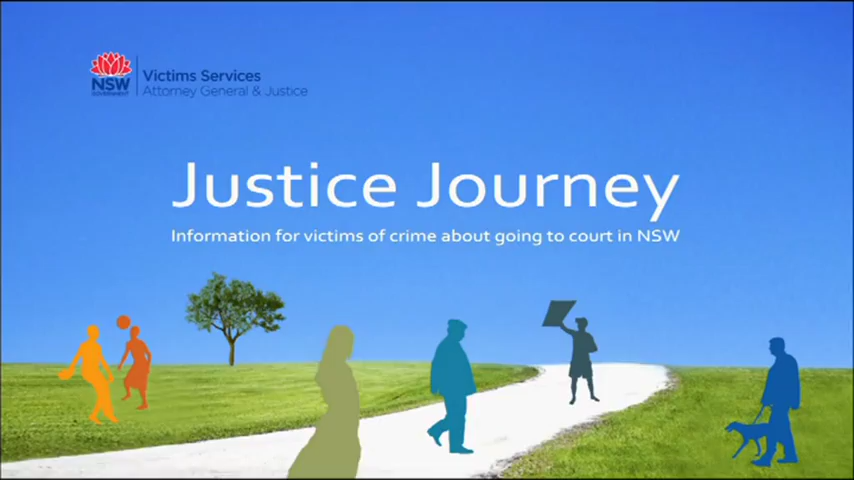 NSW
GOVERNMENT
Victims Services
Attorney General & Justice
Justice Journey
Information for victims of crime about going to court in NSW